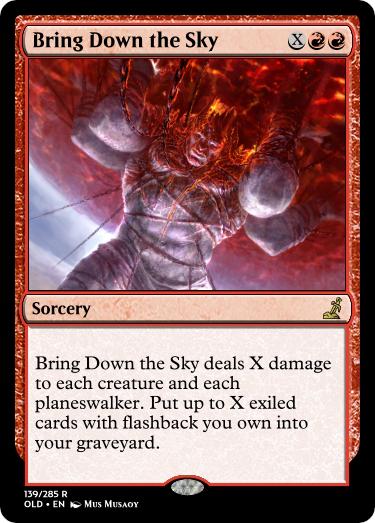 Bring Down the Sky X
Sorcery
Bring Down the Sky deals X damage
to each creature and each
planeswalker. Put up to X exiled
cards with flashback you own into
your graveyard.
139/285 R
OLD • EN Mus Musaoy